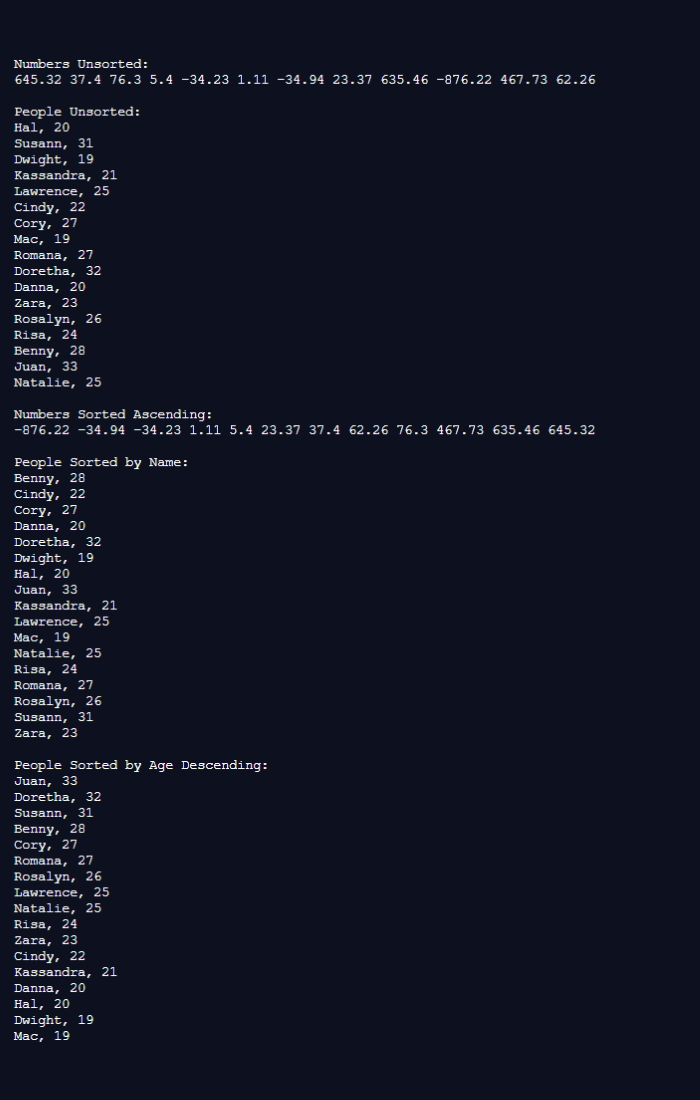 Numbers Unsorted:
645.32 37.4 76.3 5.4 -34.23 1.11 -34.94 23.37 635.46 -876.22 467.73 62.26
People Unsorted:
Hal, 20
Susann, 31
Dwight, 19
Kassandra, 21
Lawrence, 25
Cindy, 22
Cory, 27
Mac, 19
Romana, 27
Doretha, 32
Danna, 20
Zara, 23
Rosalyn, 26
Risa, 24
Benny, 28
Juan, 33
Natalie, 25
Numbers Sorted Ascending:
-876.22 -34.94 -34.23 1.11 5.4 23.37 37.4 62.26 76.3 467.73 635.46 645.32
People Sorted by Name:
Benny, 28
Cindy, 22
Cory, 27
Danna, 20
Doretha, 32
Dwight, 19
Hal, 20
Juan, 33
Kassandra, 21
Lawrence, 25
Mac, 19
Natalie, 25
Risa, 24
Romana, 27
Rosalyn, 26
Susann, 31
Zara, 23
People Sorted by Age Descending:
Juan, 33
Doretha, 32
Susann, 31
Benny, 28
Cory, 27
Romana, 27
Rosalyn, 26
Lawrence, 25
Natalie, 25
Risa, 24
Zara, 23
Cindy, 22
Kassandra, 21
Danna, 20
Hal, 20
Dwight, 19
Mac, 19